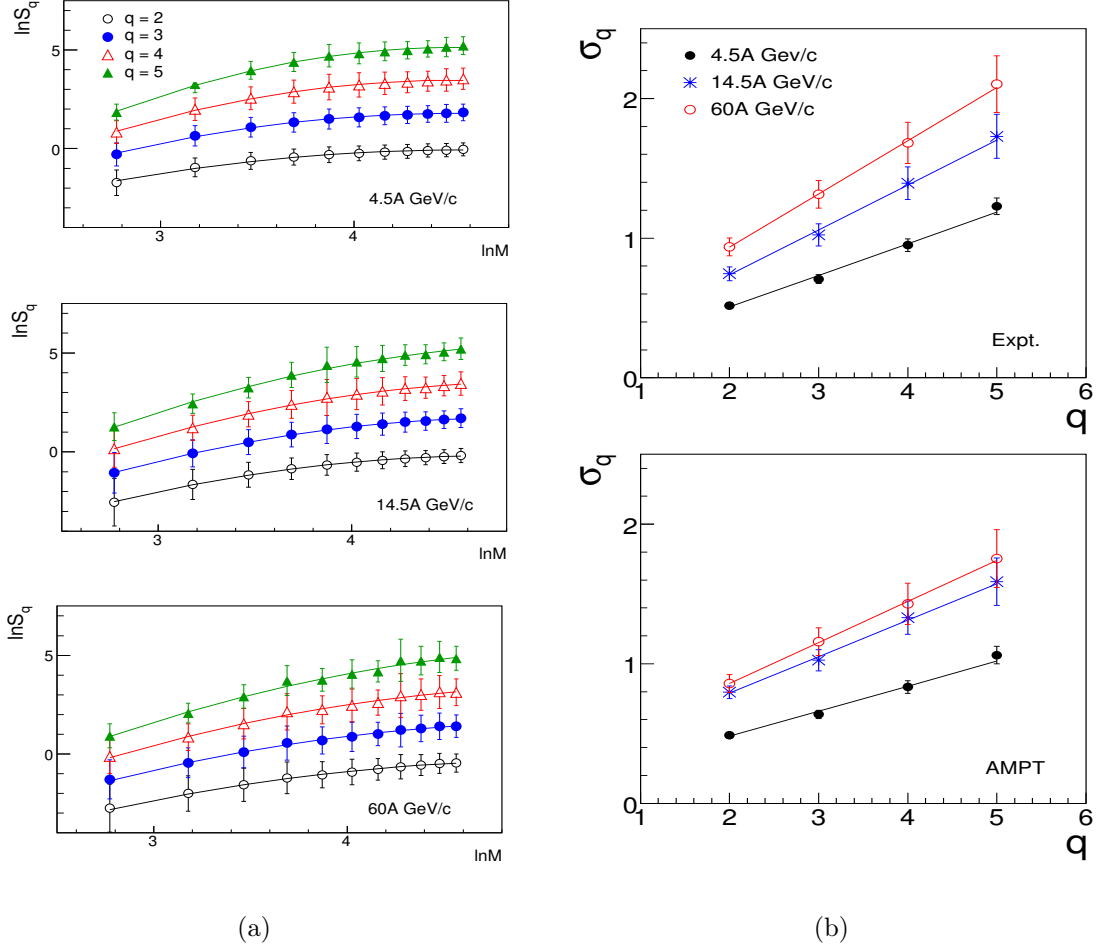 lnS_q
5
0
q = 2
q = 3
q = 4
q = 5
4.5A GeV/c
3
4
lnM
lnS_q
5
0
14.5A GeV/c
3
4
lnM
lnS_q
5
0
60A GeV/c
3
4
lnM
(a)
σ_q
2
1
0
4.5A Gev/c
14.5A GeV/c
60A GeV/c
Expt.
1 2 3 4 5 6
q
σ_q
2
1
0
AMPT
1 2 3 4 5 6
q
(b)